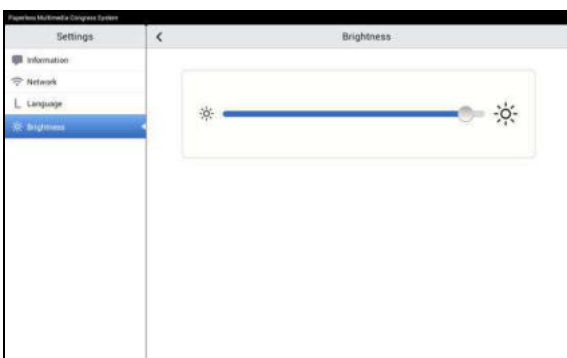 Paperless Multimedia Congress System
Settings
Brightness
Information
Network
L Language
Brightness